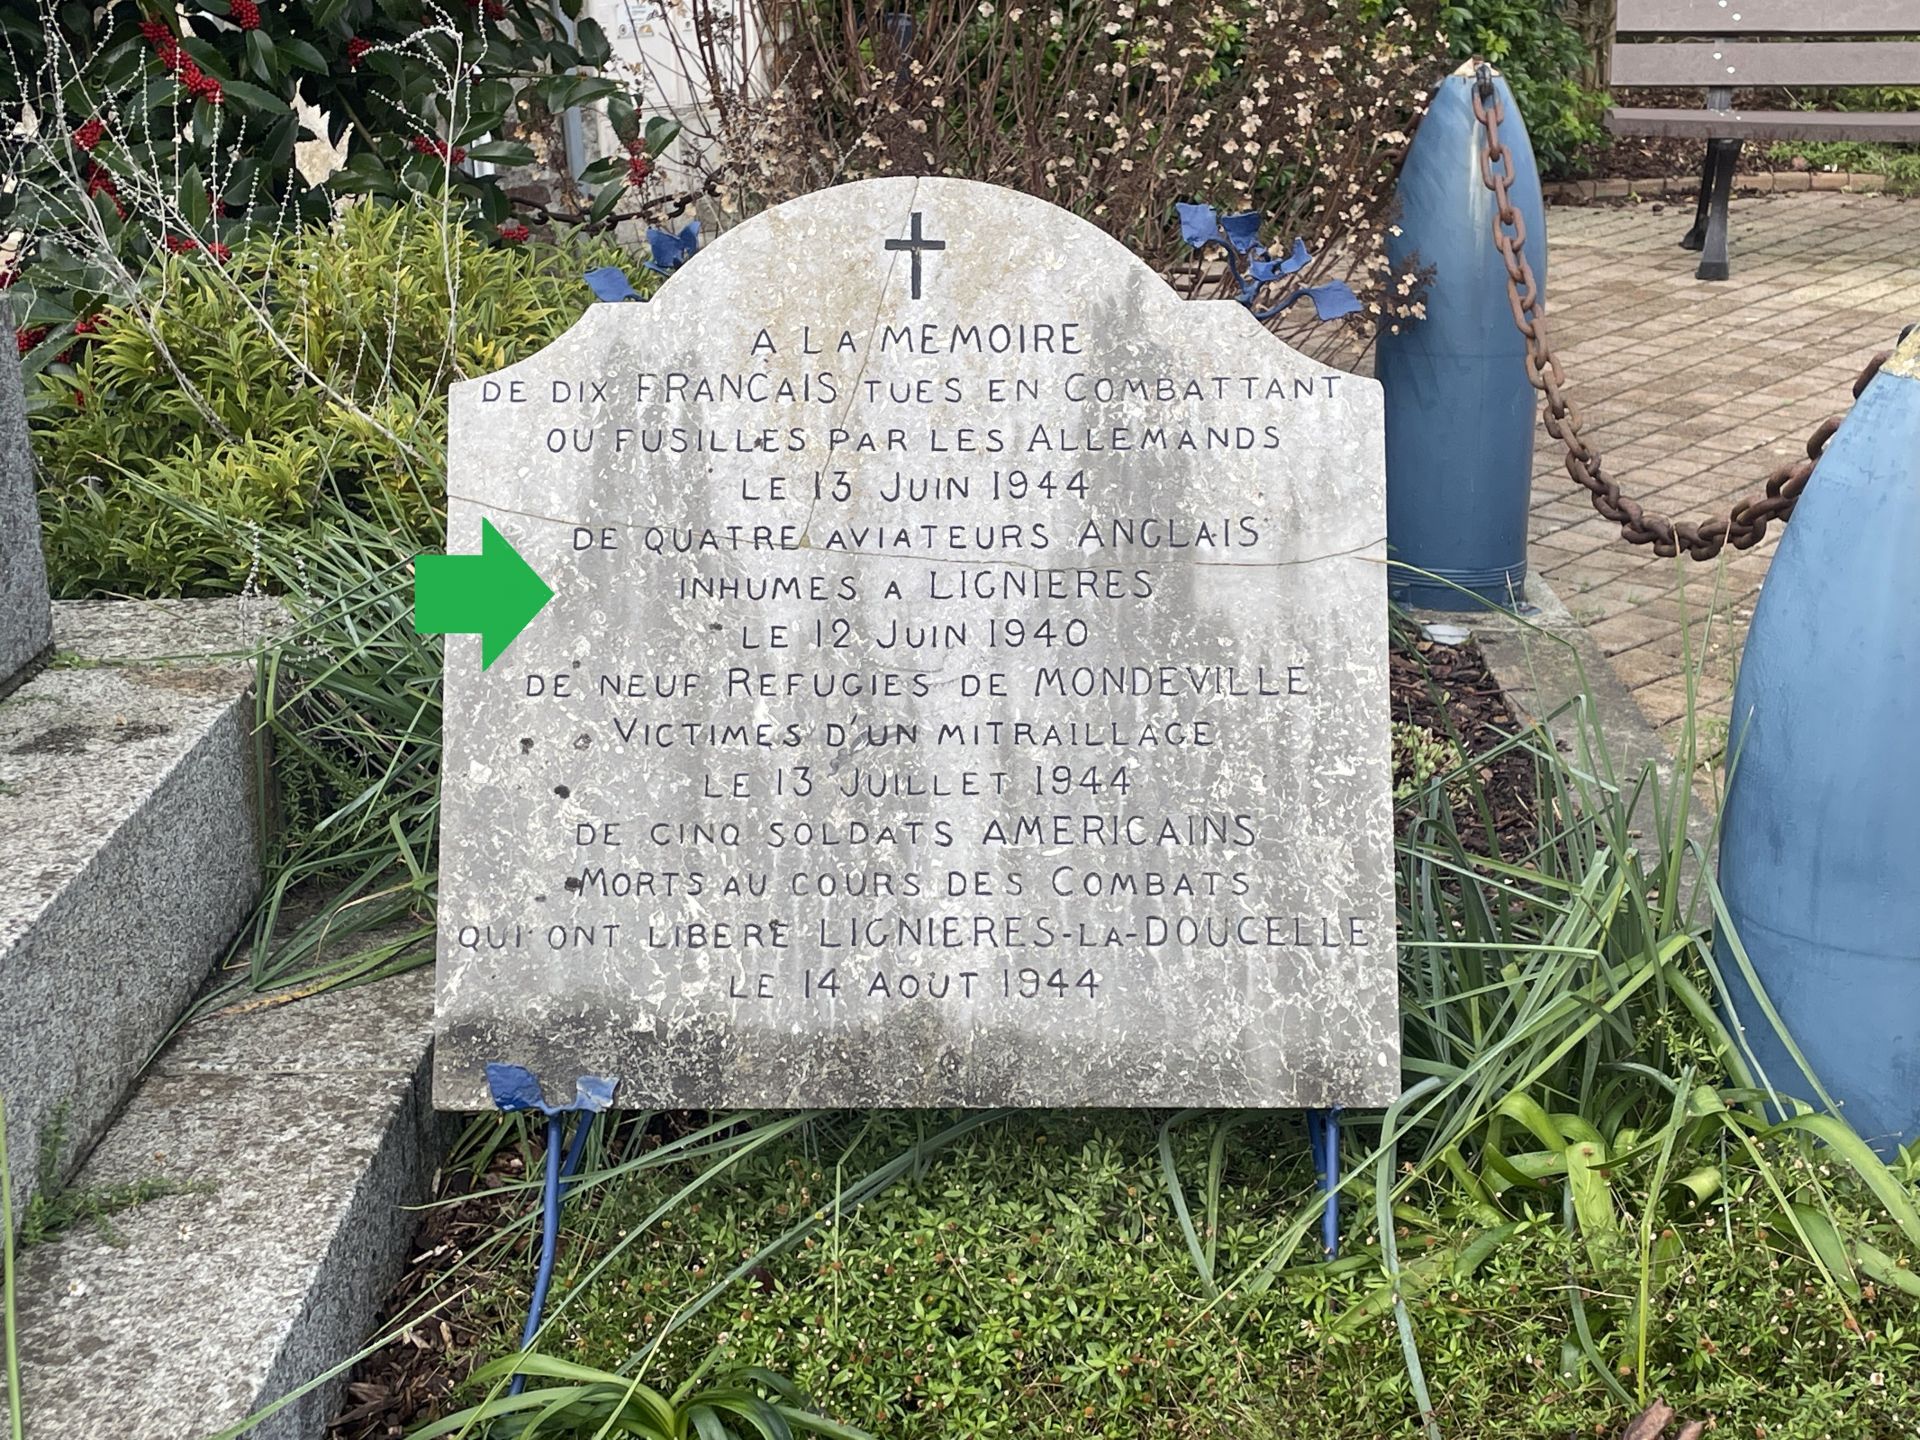 A LA MEMOIRE
DE DIX FRANCAIS TUES EN COMBATTANT
OU FUSILLES PAR LES ALLEMANDS
LE 13 JUIN 1944
DE QUATRE AVIATEURS ANGLAIS
INHUMES A LIGNIERES
LE 12 JUIN 1940
DE NEUF REFUGIES DE MONDEVILLE
VICTIMES D'UN MITRAILLAGE
LE 13 JUILLET 1944
DE CINQ SOLDATS AMERICAINS
MORTS AU COURS DES COMBATS
QUI ONT LIBERE LIGNIERES-LA-DOUCELLE
LE 14 AOUT 1944